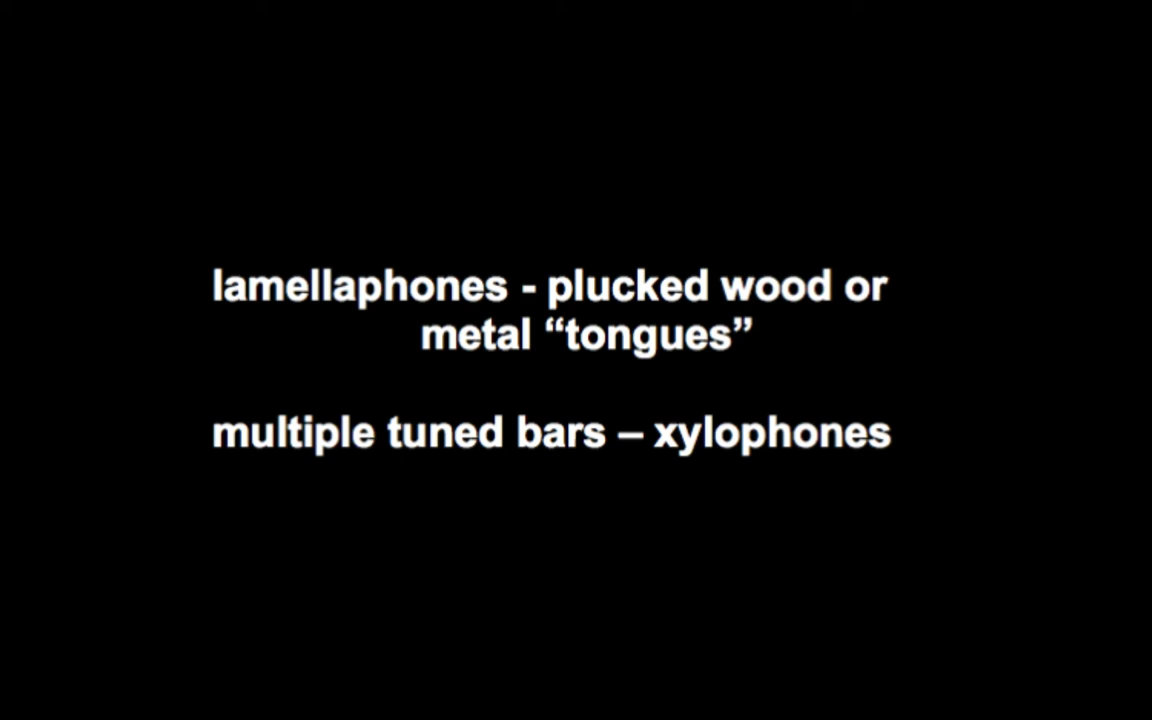 lamellaphones - plucked wood or
metal “tongues”
multiple tuned bars – xylophones